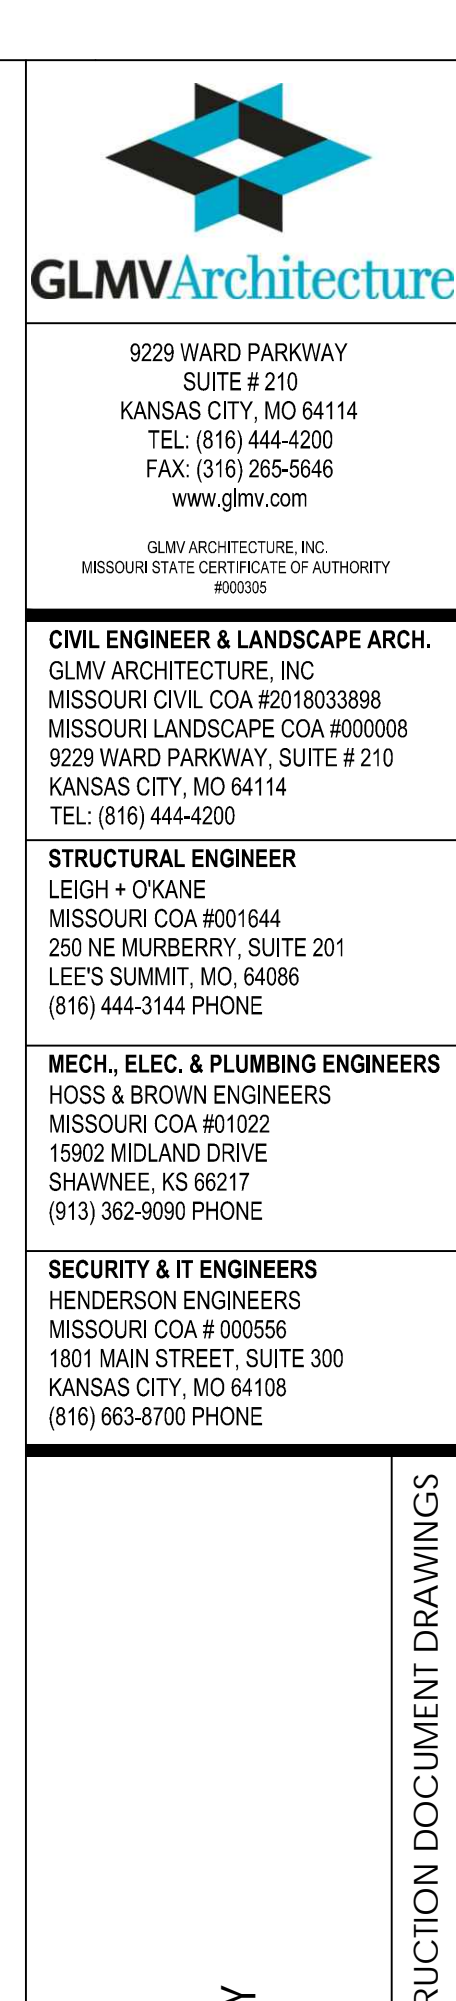 GLMVArchitecture
9229 WARD PARKWAY
SUITE # 210
KANSAS CITY, MO 64114
TEL: (816) 444-4200
FAX: (316) 265-5646
www.glmv.com
GLMV ARCHITECTURE, INC.
MISSOURI STATE CERTIFICATE OF AUTHORITY
#000305
CIVIL ENGINEER & LANDSCAPE ARCH.
GLMV ARCHITECTURE, INC
MISSOURI CIVIL COA #2018033898
MISSOURI LANDSCAPE COA #000008
9229 WARD PARKWAY, SUITE # 210
KANSAS CITY, MO 64114
TEL: (816) 444-4200
STRUCTURAL ENGINEER
LEIGH + O'KANE
MISSOURI COA #001644
250 NE MURBERRY, SUITE 201
LEE'S SUMMIT, MO, 64086
(816) 444-3144 PHONE
MECH., ELEC. & PLUMBING ENGINEERS
HOSS & BROWN ENGINEERS
MISSOURI COA #01022
15902 MIDLAND DRIVE
SHAWNEE, KS 66217
(913) 362-9090 PHONE
SECURITY & IT ENGINEERS
HENDERSON ENGINEERS
MISSOURI COA # 000556
1801 MAIN STREET, SUITE 300
KANSAS CITY, MO 64108
(816) 663-8700 PHONE
RUCTION DOCUMENT DRAWINGS
Y